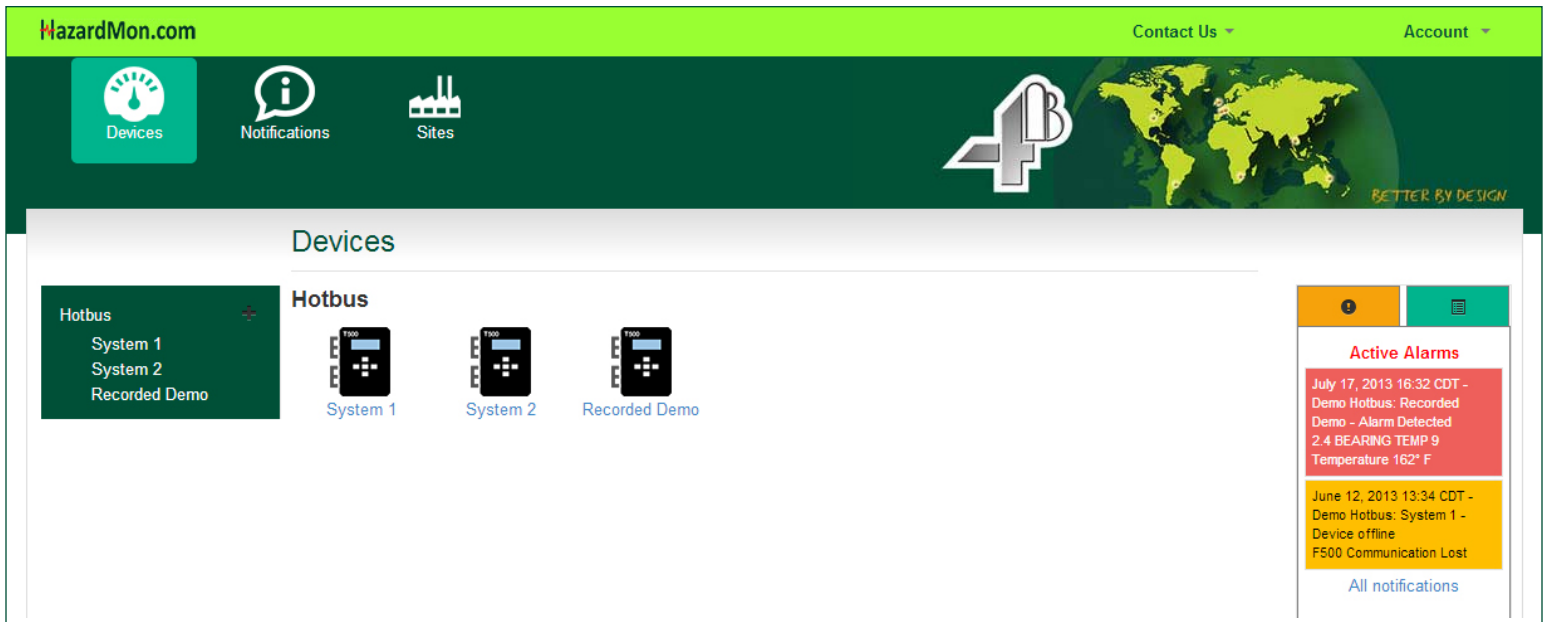 HazardMon.com
Contact Us
Account
Devices
Notifications
Sites
4B
BETTER BY DESIGN
Devices
Hotbus
System 1
System 2
Recorded Demo
Hotbus
T500
T500
T500
System 1
System 2
Recorded Demo
Active Alarms
July 17, 2013 16:32 CDT -
Demo Hotbus: Recorded
Demo - Alarm Detected
2.4 BEARING TEMP 9
Temperature 162° F
June 12, 2013 13:34 CDT -
Demo Hotbus: System 1 -
Device offline
F500 Communication Lost
All notifications